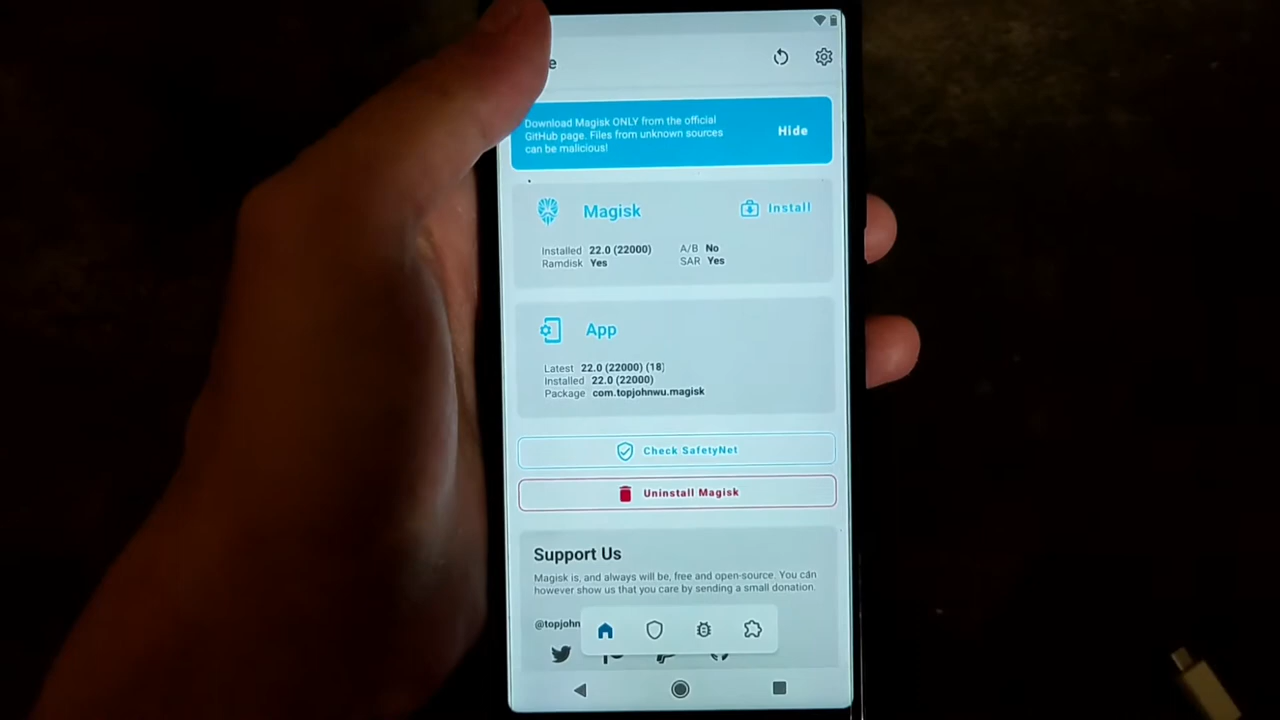 e
Download Magisk ONLY from the official
GitHub page. Files from unknown sources
can be malicious!
Hide
Magisk
Install
Installed 22.0 (22000)
A/B No
Ramdisk Yes
SAR Yes
App
Latest 22.0 (22000) (18)
Installed 22.0 (22000)
Package com.topjohnwu.magisk
Check SafetyNet
Uninstall Magisk
Support Us
Magisk is, and always will be, free and open-source. You can
however show us that you care by sending a small donation.
@topjohn